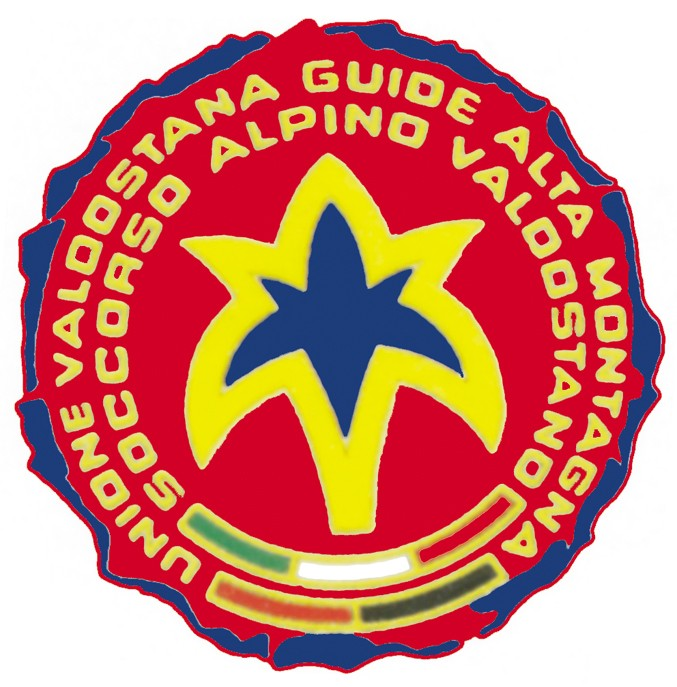 UNIONE VALDOSTANA GUIDE ALTA MONTAGNA
SOCCORSO ALPINO VALDOSTANO